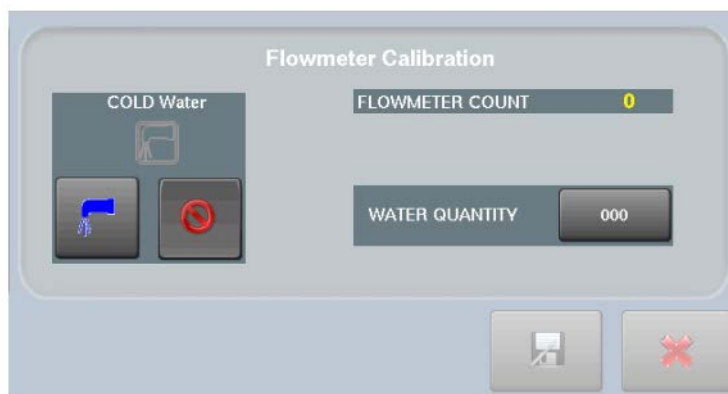 Flowmeter Calibration
COLD Water
FLOWMETER COUNT 0
WATER QUANTITY 000